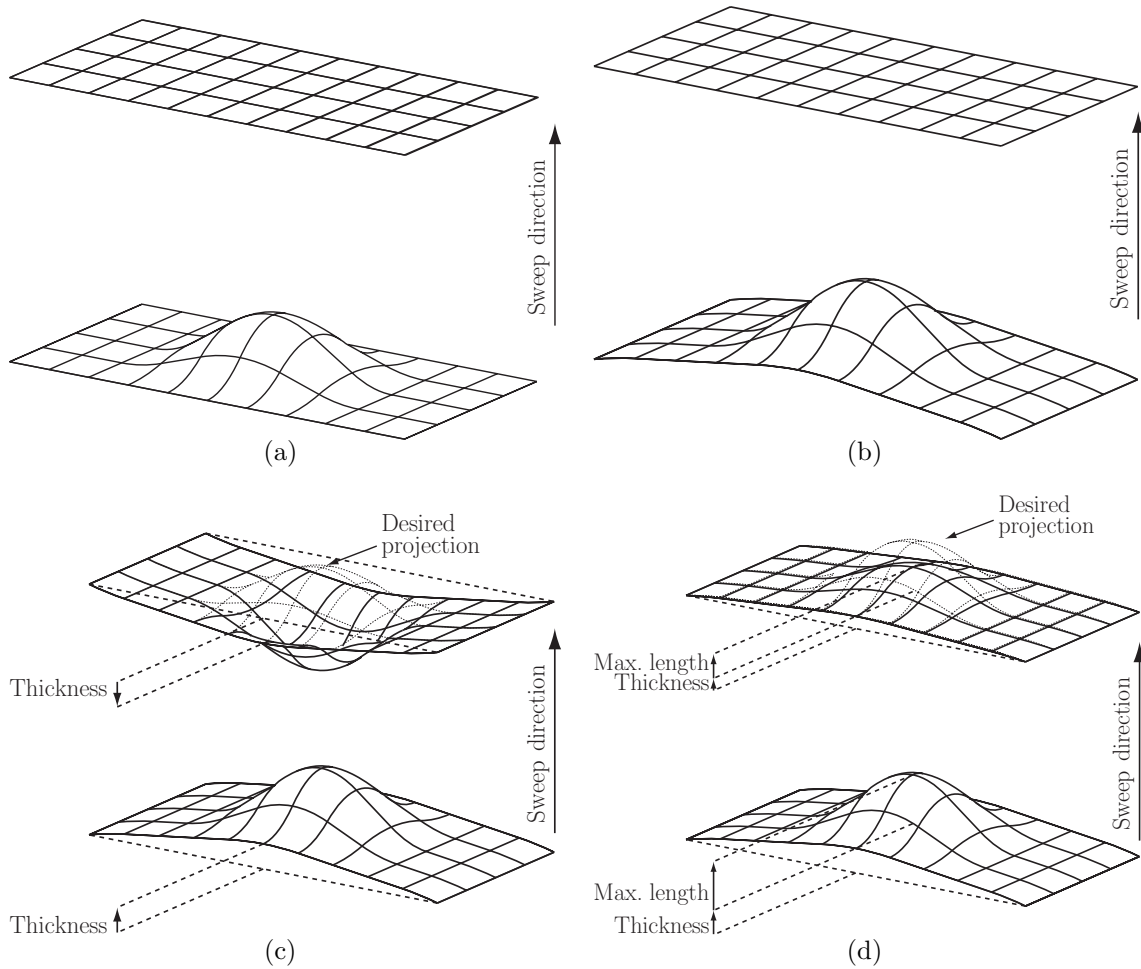 Sweep direction
Sweep direction
(a)
(b)
Desired
projection
Thickness
Sweep direction
Thickness
(c)
Desired
projection
Max. length
Thickness
Sweep direction
Max. length
Thickness
(d)